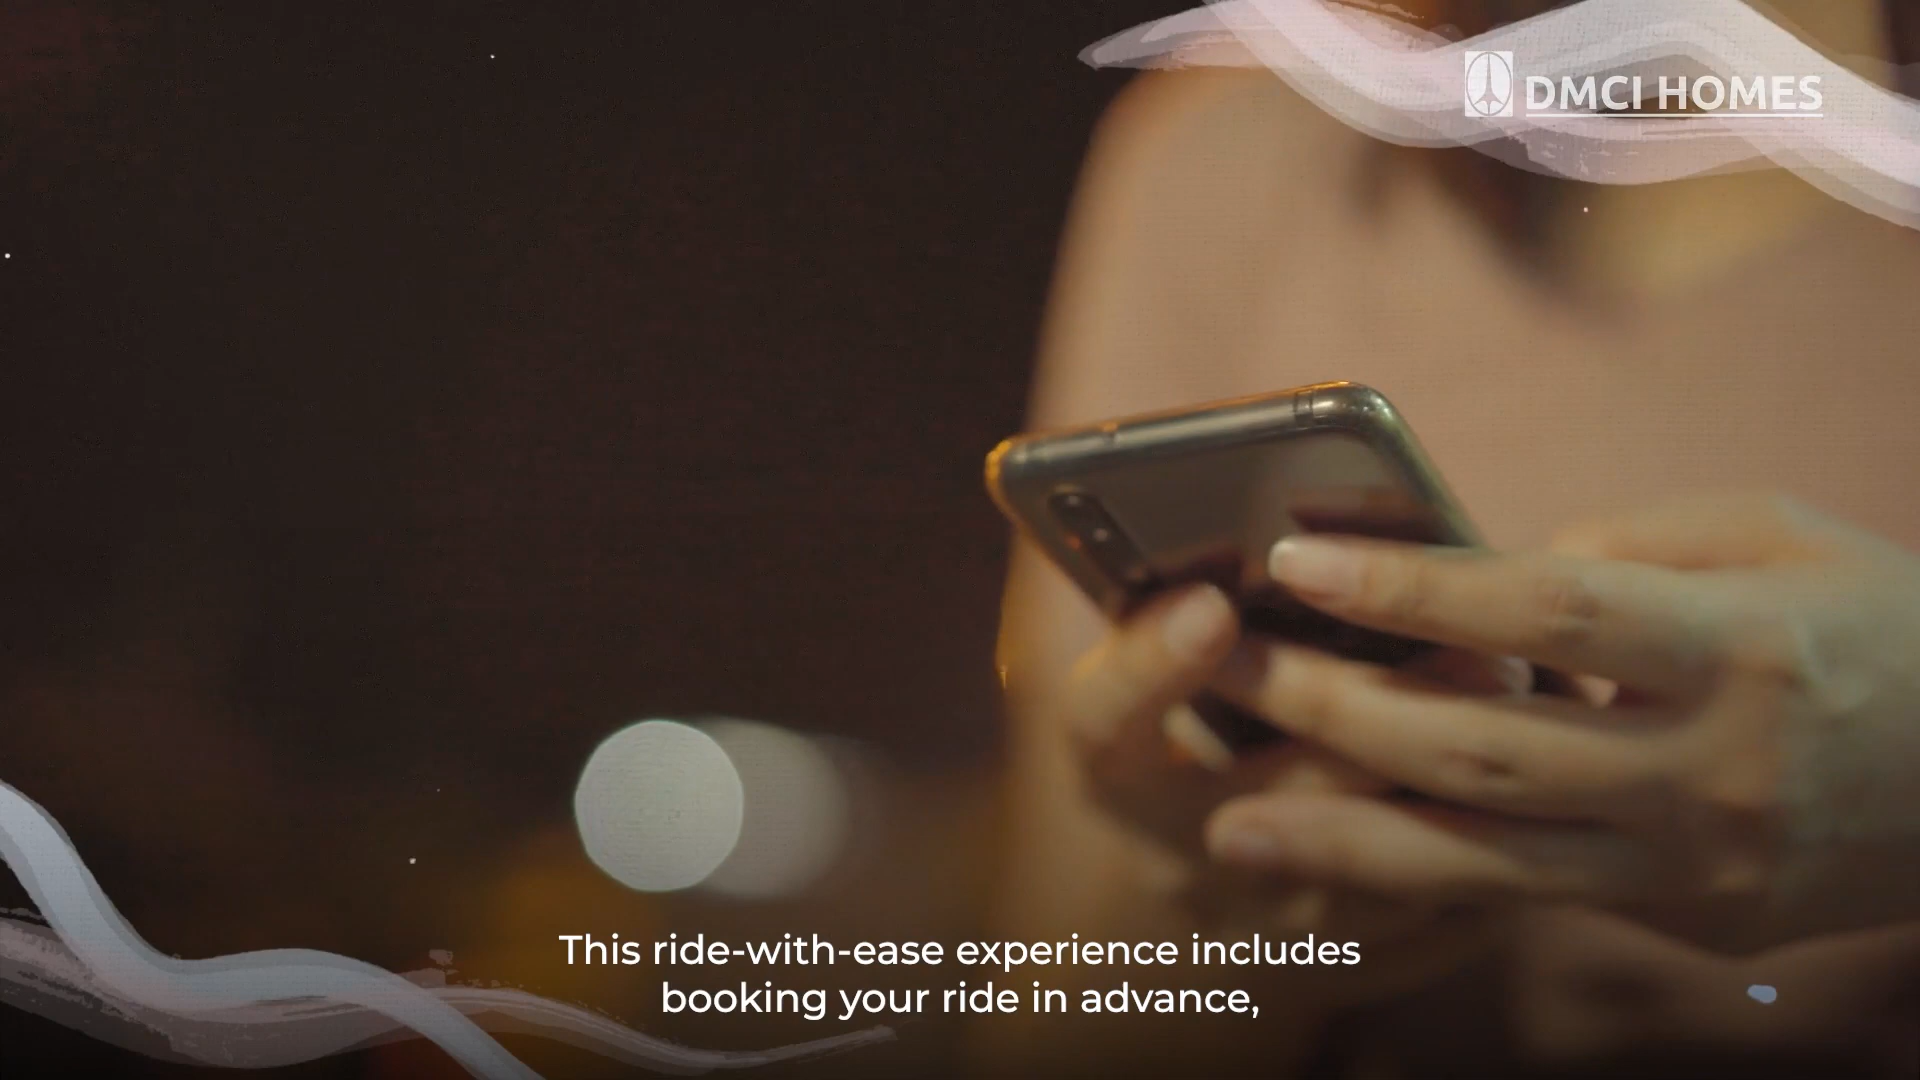 DMCI HOMES
This ride-with-ease experience includes
booking your ride in advance,